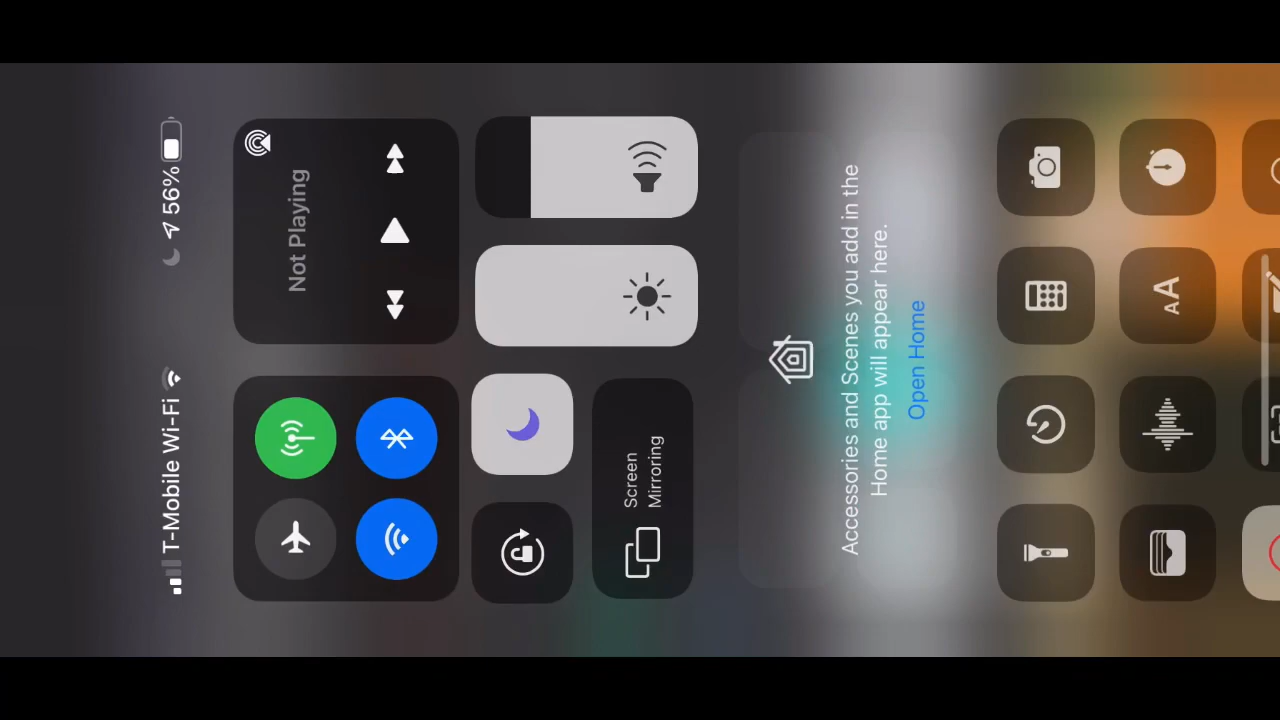 T-Mobile Wi-Fi
56%
Not Playing
Screen
Mirroring
Accessories and Scenes you add in the
Home app will appear here.
Open Home
AA